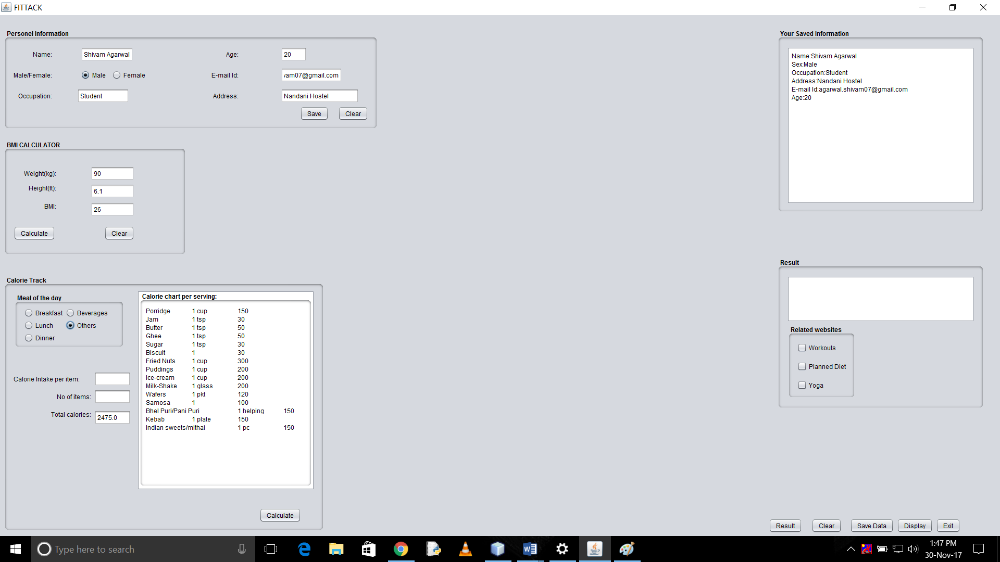 FITTACK
Personel Information
Name: Shivam Agarwal Age: 20
Male/Female: Male Female E-mail Id: vam07@gmail.com
Occupation: Student Address: Nandani Hostel
Save Clear
BMI CALCULATOR
Weight(kg): 90
Height(ft): 6.1
BMI: 26
Calculate Clear
Calorie Track
Meal of the day
Breakfast Beverages
Lunch Others
Dinner
Calorie Intake per item:
No of items:
Total calories: 2475.0
Calorie chart per serving:
Porridge 1 cup 150
Jam 1 tsp 30
Butter 1 tsp 50
Ghee 1 tsp 50
Sugar 1 tsp 30
Biscuit 1 30
Fried Nuts 1 cup 300
Puddings 1 cup 200
Ice-cream 1 cup 200
Milk-Shake 1 glass 200
Wafers 1 pkt 120
Samosa 1 100
Bhel Puri/Pani Puri 1 helping 150
Kebab 1 plate 150
Indian sweets/mithai 1 pc 150
Calculate
Your Saved Information
Name:Shivam Agarwal
Sex:Male
Occupation:Student
Address:Nandani Hostel
E-mail Id:agarwal.shivam07@gmail.com
Age:20
Result
Related websites
Workouts
Planned Diet
Yoga
Result Clear Save Data Display Exit
Type here to search
1:47 PM
30-Nov-17